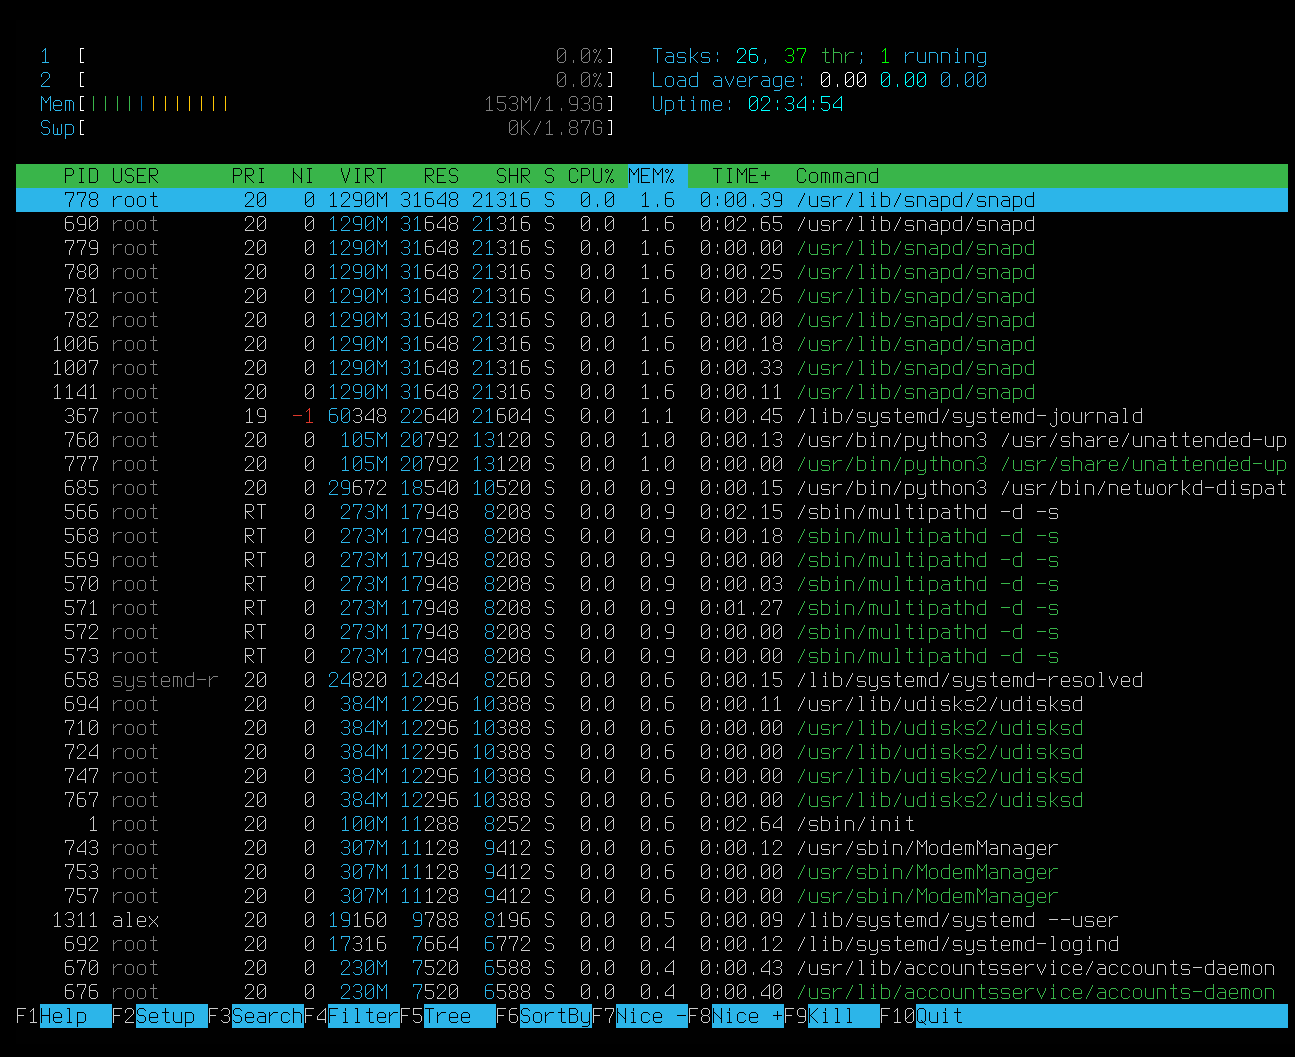 1 [ 0.0%] Tasks: 26, 37 thr; 1 running
2 [ 0.0%] Load average: 0.00 0.00 0.00
Mem[|||||||||||| 153M/1.93G] Uptime: 02:34:54
Swp[ 0K/1.87G]
PID USER PRI NI VIRT RES SHR S CPU% MEM% TIME+ Command
778 root 20 0 1290M 31648 21316 S 0.0 1.6 0:00.39 /usr/lib/snapd/snapd
690 root 20 0 1290M 31648 21316 S 0.0 1.6 0:02.65 /usr/lib/snapd/snapd
779 root 20 0 1290M 31648 21316 S 0.0 1.6 0:00.00 /usr/lib/snapd/snapd
780 root 20 0 1290M 31648 21316 S 0.0 1.6 0:00.25 /usr/lib/snapd/snapd
781 root 20 0 1290M 31648 21316 S 0.0 1.6 0:00.26 /usr/lib/snapd/snapd
782 root 20 0 1290M 31648 21316 S 0.0 1.6 0:00.00 /usr/lib/snapd/snapd
1006 root 20 0 1290M 31648 21316 S 0.0 1.6 0:00.18 /usr/lib/snapd/snapd
1007 root 20 0 1290M 31648 21316 S 0.0 1.6 0:00.33 /usr/lib/snapd/snapd
1141 root 20 0 1290M 31648 21316 S 0.0 1.6 0:00.11 /usr/lib/snapd/snapd
367 root 19 -1 60348 22640 21604 S 0.0 1.1 0:00.45 /lib/systemd/systemd-journald
760 root 20 0 105M 20792 13120 S 0.0 1.0 0:00.13 /usr/bin/python3 /usr/share/unattended-up
777 root 20 0 105M 20792 13120 S 0.0 1.0 0:00.00 /usr/bin/python3 /usr/share/unattended-up
685 root 20 0 29672 18540 10520 S 0.0 0.9 0:00.15 /usr/bin/python3 /usr/bin/networkd-dispat
566 root RT 0 273M 17948 8208 S 0.0 0.9 0:02.15 /sbin/multipathd -d -s
568 root RT 0 273M 17948 8208 S 0.0 0.9 0:00.18 /sbin/multipathd -d -s
569 root RT 0 273M 17948 8208 S 0.0 0.9 0:00.00 /sbin/multipathd -d -s
570 root RT 0 273M 17948 8208 S 0.0 0.9 0:00.03 /sbin/multipathd -d -s
571 root RT 0 273M 17948 8208 S 0.0 0.9 0:01.27 /sbin/multipathd -d -s
572 root RT 0 273M 17948 8208 S 0.0 0.9 0:00.00 /sbin/multipathd -d -s
573 root RT 0 273M 17948 8208 S 0.0 0.9 0:00.00 /sbin/multipathd -d -s
658 systemd-r 20 0 24820 12484 8260 S 0.0 0.6 0:00.15 /lib/systemd/systemd-resolved
694 root 20 0 384M 12296 10388 S 0.0 0.6 0:00.11 /usr/lib/udisks2/udisksd
710 root 20 0 384M 12296 10388 S 0.0 0.6 0:00.00 /usr/lib/udisks2/udisksd
724 root 20 0 384M 12296 10388 S 0.0 0.6 0:00.00 /usr/lib/udisks2/udisksd
747 root 20 0 384M 12296 10388 S 0.0 0.6 0:00.00 /usr/lib/udisks2/udisksd
767 root 20 0 384M 12296 10388 S 0.0 0.6 0:00.00 /usr/lib/udisks2/udisksd
1 root 20 0 100M 11288 8252 S 0.0 0.6 0:02.64 /sbin/init
743 root 20 0 307M 11128 9412 S 0.0 0.6 0:00.12 /usr/sbin/ModemManager
753 root 20 0 307M 11128 9412 S 0.0 0.6 0:00.00 /usr/sbin/ModemManager
757 root 20 0 307M 11128 9412 S 0.0 0.6 0:00.00 /usr/sbin/ModemManager
1311 alex 20 0 19160 9788 8196 S 0.0 0.5 0:00.09 /lib/systemd/systemd --user
692 root 20 0 17316 7664 6772 S 0.0 0.4 0:00.12 /lib/systemd/systemd-logind
670 root 20 0 230M 7520 6588 S 0.0 0.4 0:00.43 /usr/lib/accountsservice/accounts-daemon
676 root 20 0 230M 7520 6588 S 0.0 0.4 0:00.40 /usr/lib/accountsservice/accounts-daemon
F1Help F2Setup F3SearchF4FilterF5Tree F6SortByF7Nice -F8Nice +F9Kill F10Quit